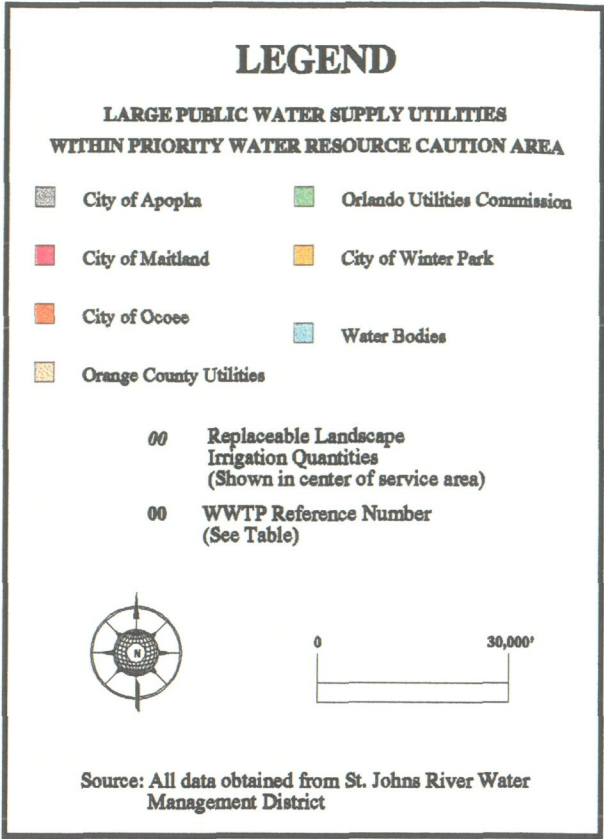 LEGEND
LARGE PUBLIC WATER SUPPLY UTILITIES
WITHIN PRIORITY WATER RESOURCE CAUTION AREA
City of Apopka
City of Maitland
City of Ocoee
Orange County Utilities
Orlando Utilities Commission
City of Winter Park
Water Bodies
00 Replaceable Landscape
Irrigation Quantities
(Shown in center of service area)
00 WWTP Reference Number
(See Table)
N
0 30,000'
Source: All data obtained from St. Johns River Water
Management District